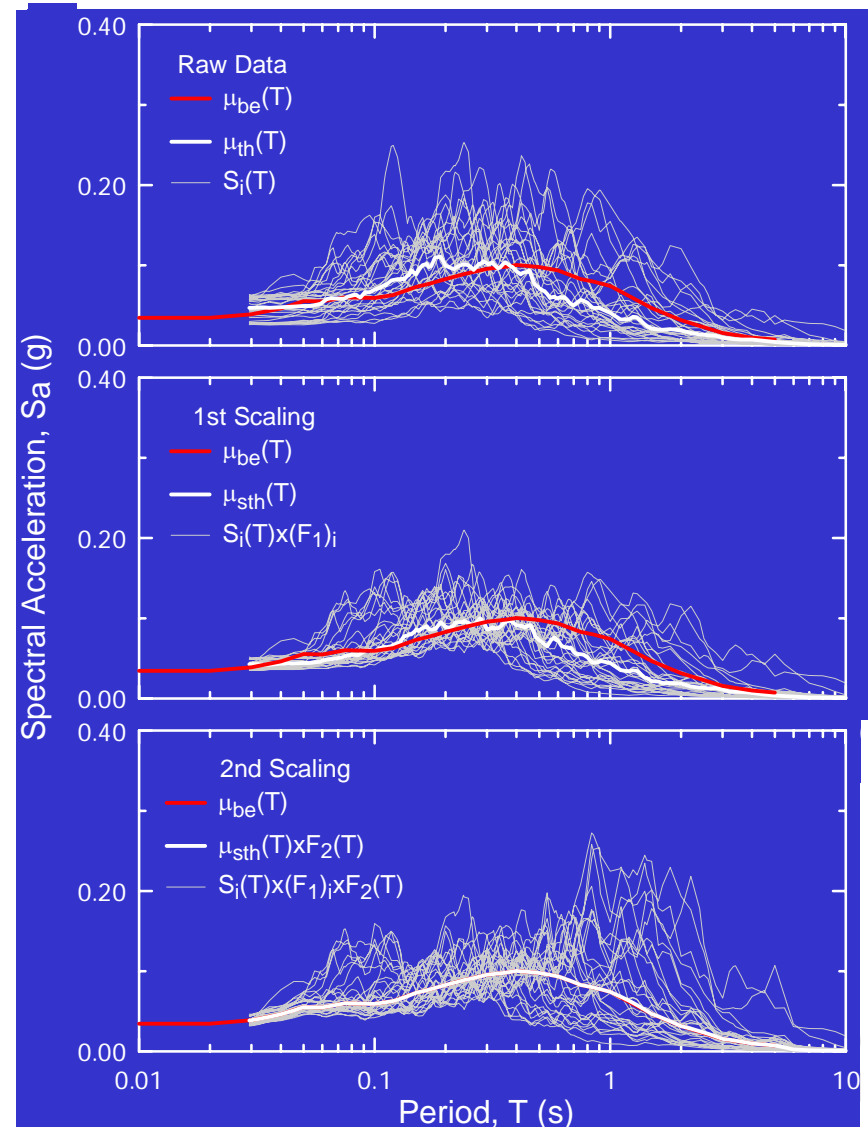 Spectral Acceleration, Sa (g)
0.40
Raw Data
μbe(T)
μth(T)
Si(T)
0.20
0.00
0.40
1st Scaling
μbe(T)
μsth(T)
Si(T)x(F1)i
0.20
0.00
0.40
2nd Scaling
μbe(T)
μsth(T)xF2(T)
Si(T)x(F1)ixF2(T)
0.20
0.00
0.01 0.1 1 10
Period, T (s)